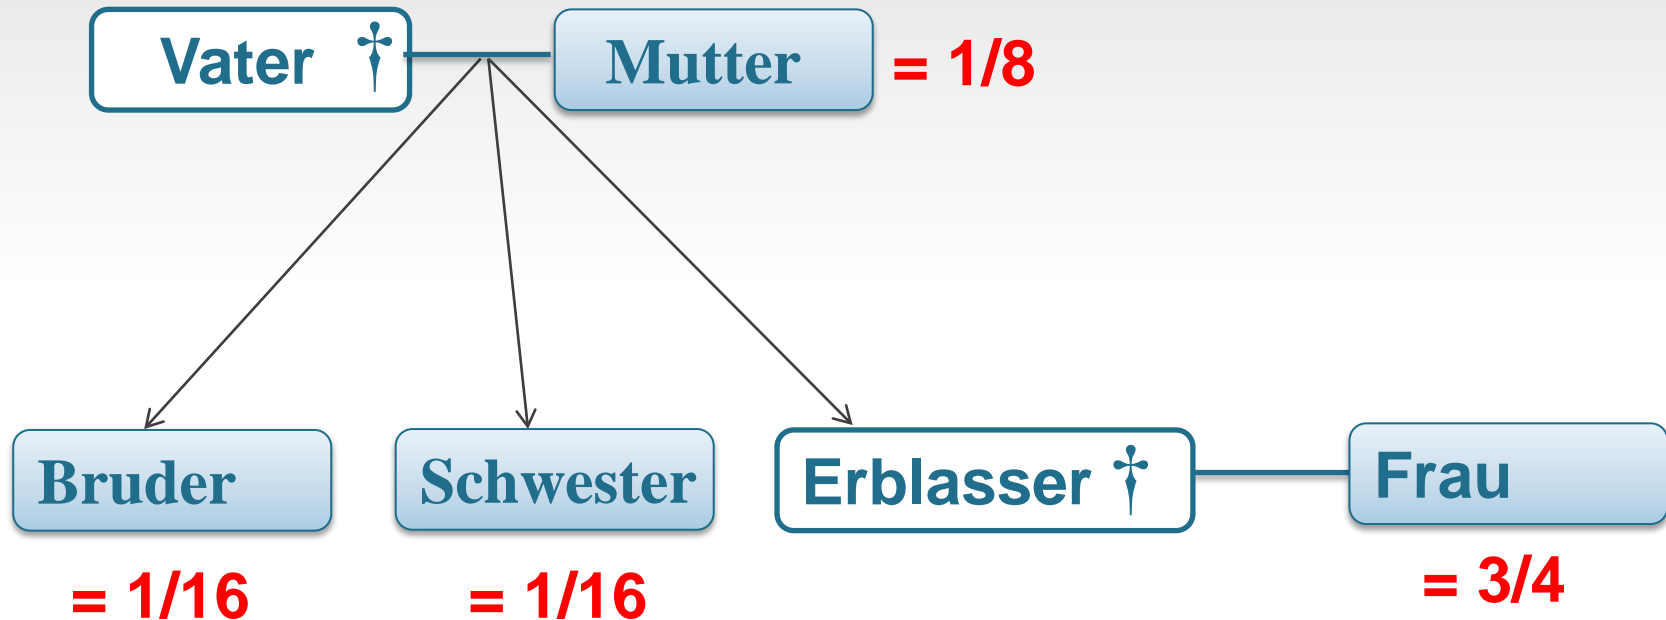 Vater †
Mutter
= 1/8
Bruder
Schwester
Erblasser †
Frau
= 1/16
= 1/16
= 3/4